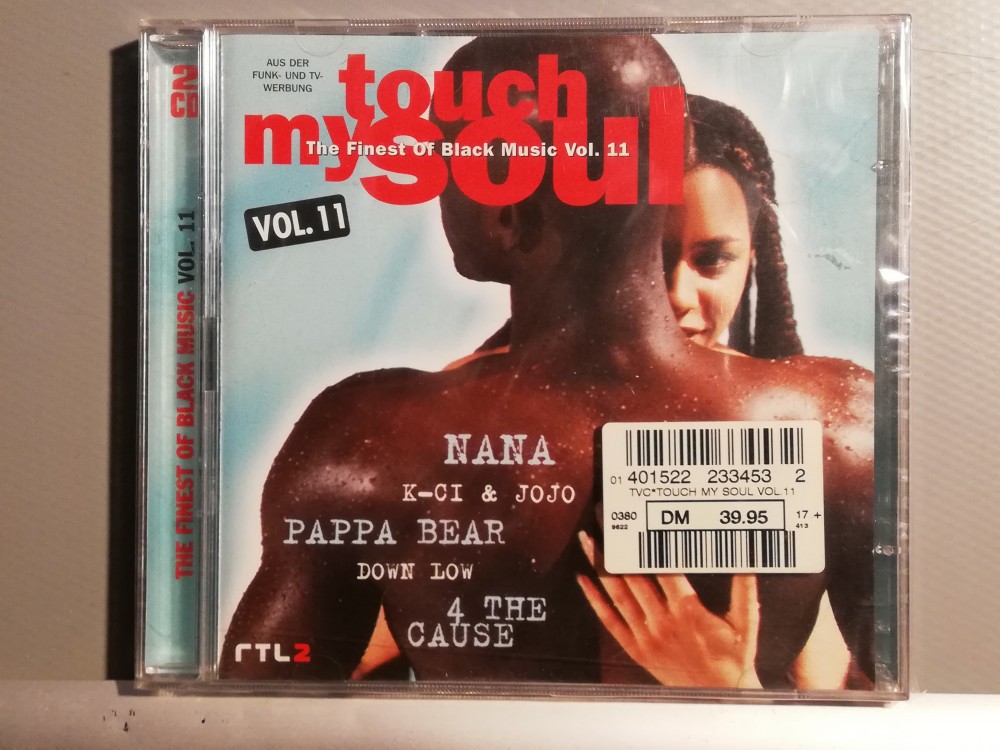 2
CD
THE FINEST OF BLACK MUSIC VOL. 11
AUS DER
FUNK- UND TV-
WERBUNG
touch
my soul
The Finest Of Black Music Vol. 11
VOL. 11
NANA
K-CI & JOJO
PAPPA BEAR
DOWN LOW
4 THE
CAUSE
01 401522 233453 2
TVC*TOUCH MY SOUL VOL.11
0380 DM 39.95 17 +
9622 413
RTL2